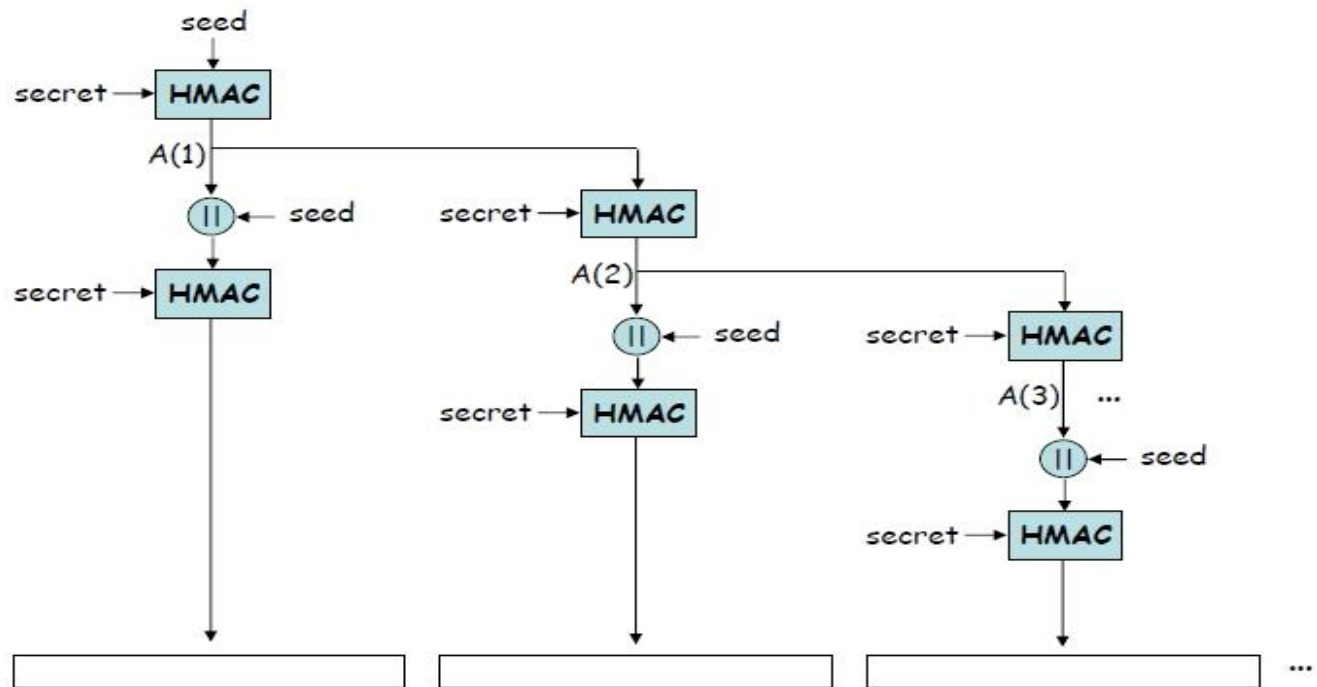 seed
secret
HMAC
A(1)
||
seed
secret
HMAC
A(2)
secret
HMAC
||
seed
secret
HMAC
A(3)
...
secret
HMAC
||
seed
secret
HMAC
...